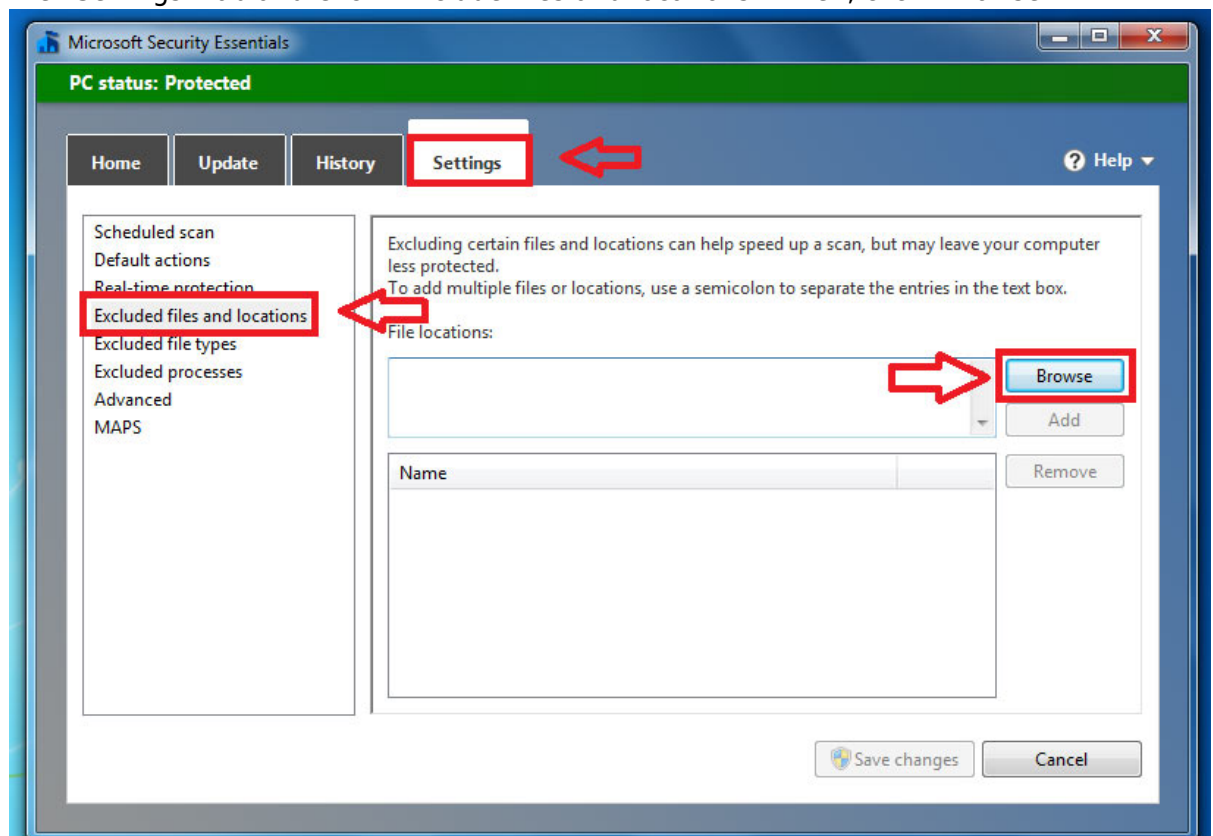 Microsoft Security Essentials
PC status: Protected
Home
Update
History
Settings
Help
Scheduled scan
Default actions
Real-time protection
Excluded files and locations
Excluded file types
Excluded processes
Advanced
MAPS
Excluding certain files and locations can help speed up a scan, but may leave your computer
less protected.
To add multiple files or locations, use a semicolon to separate the entries in the text box.
File locations:
Browse
Add
Name
Remove
Save changes
Cancel